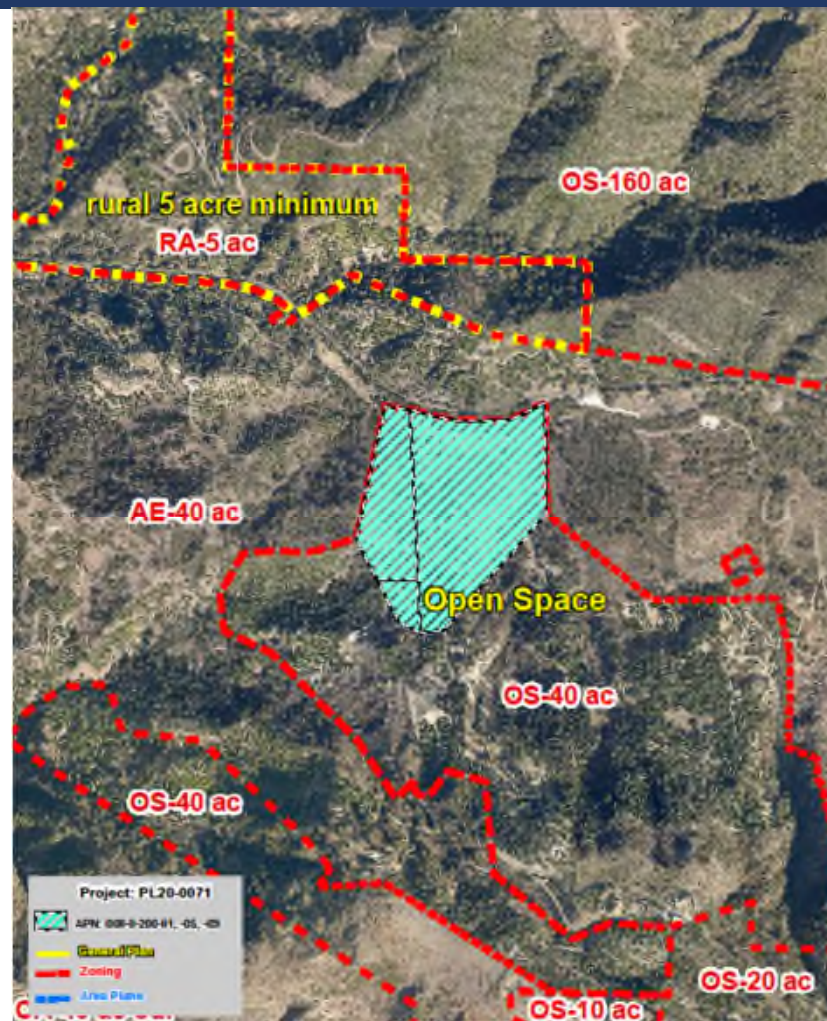 OS-160 ac
rural 5 acre minimum
RA-5 ac
AE-40 ac
Open Space
OS-40 ac
OS-40 ac
Project: PL20-0071
APN:
General Plan
Zoning
Area Plans
OS-20 ac
OS-10 ac